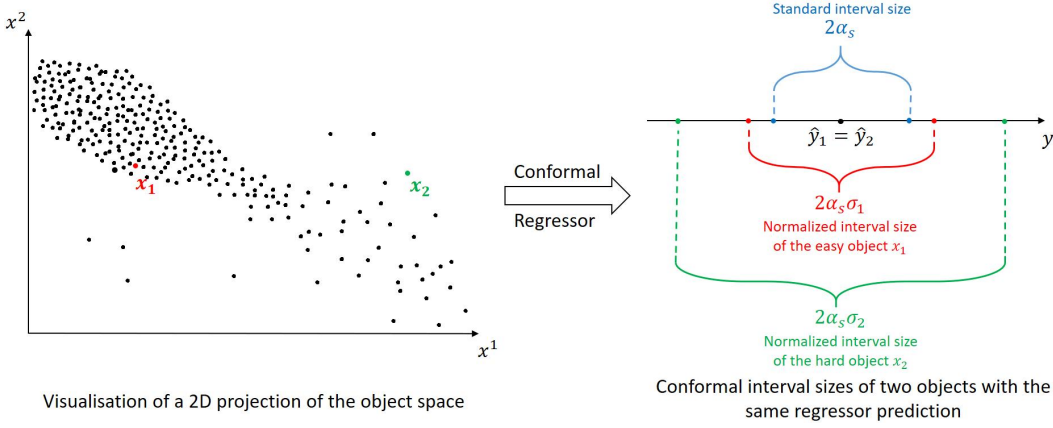 x²
x₁
x₂
x¹
Visualisation of a 2D projection of the object space
Conformal
Regressor
Standard interval size
2αₛ
ŷ₁ = ŷ₂
y
2αₛσ₁
Normalized interval size
of the easy object x₁
2αₛσ₂
Normalized interval size
of the hard object x₂
Conformal interval sizes of two objects with the
same regressor prediction